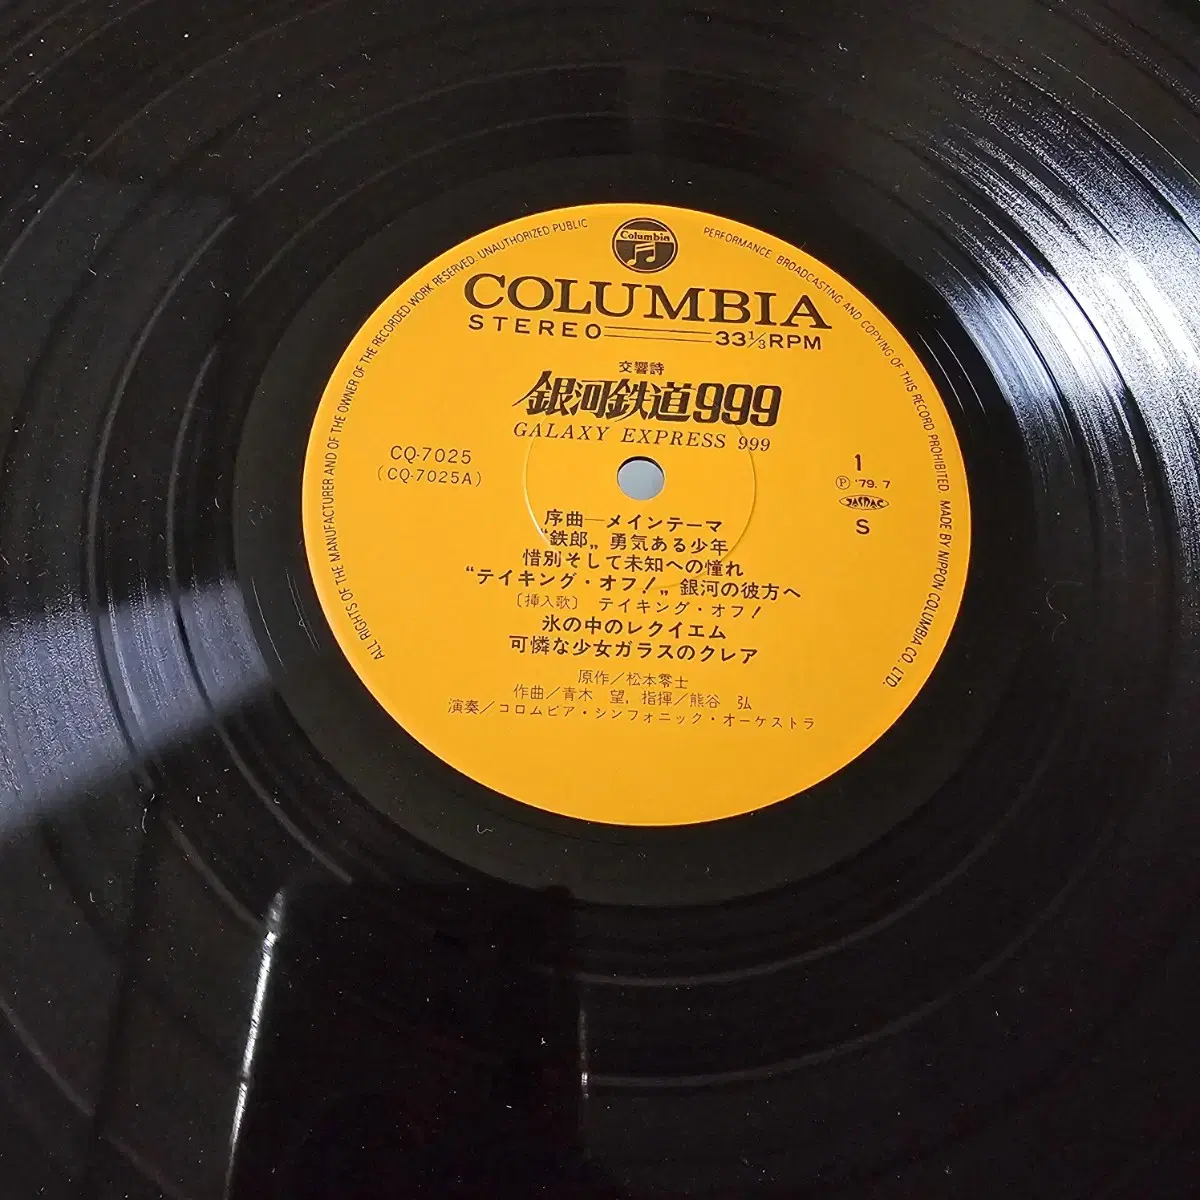 Columbia
COLUMBIA
STEREO 33⅓RPM
交響詩
銀河鉄道999
GALAXY EXPRESS 999
CQ-7025
(CQ-7025A)
1
Ⓟ '79.7
JASRAC
S
序曲―メインテーマ
“鉄郎„ 勇気ある少年
惜別そして未知への憧れ
“テイキング・オフ!„ 銀河の彼方へ
〔挿入歌〕 テイキング・オフ!
氷の中のレクイエム
可憐な少女ガラスのクレア
原作/松本零士
作曲/青木 望, 指揮/熊谷 弘
演奏/コロムビア・シンフォニック・オーケストラ
ALL RIGHTS OF THE MANUFACTURER AND OF THE OWNER OF THE RECORDED WORK RESERVED. UNAUTHORIZED PUBLIC PERFORMANCE, BROADCASTING AND COPYING OF THIS RECORD PROHIBITED. MADE BY NIPPON COLUMBIA CO., LTD.